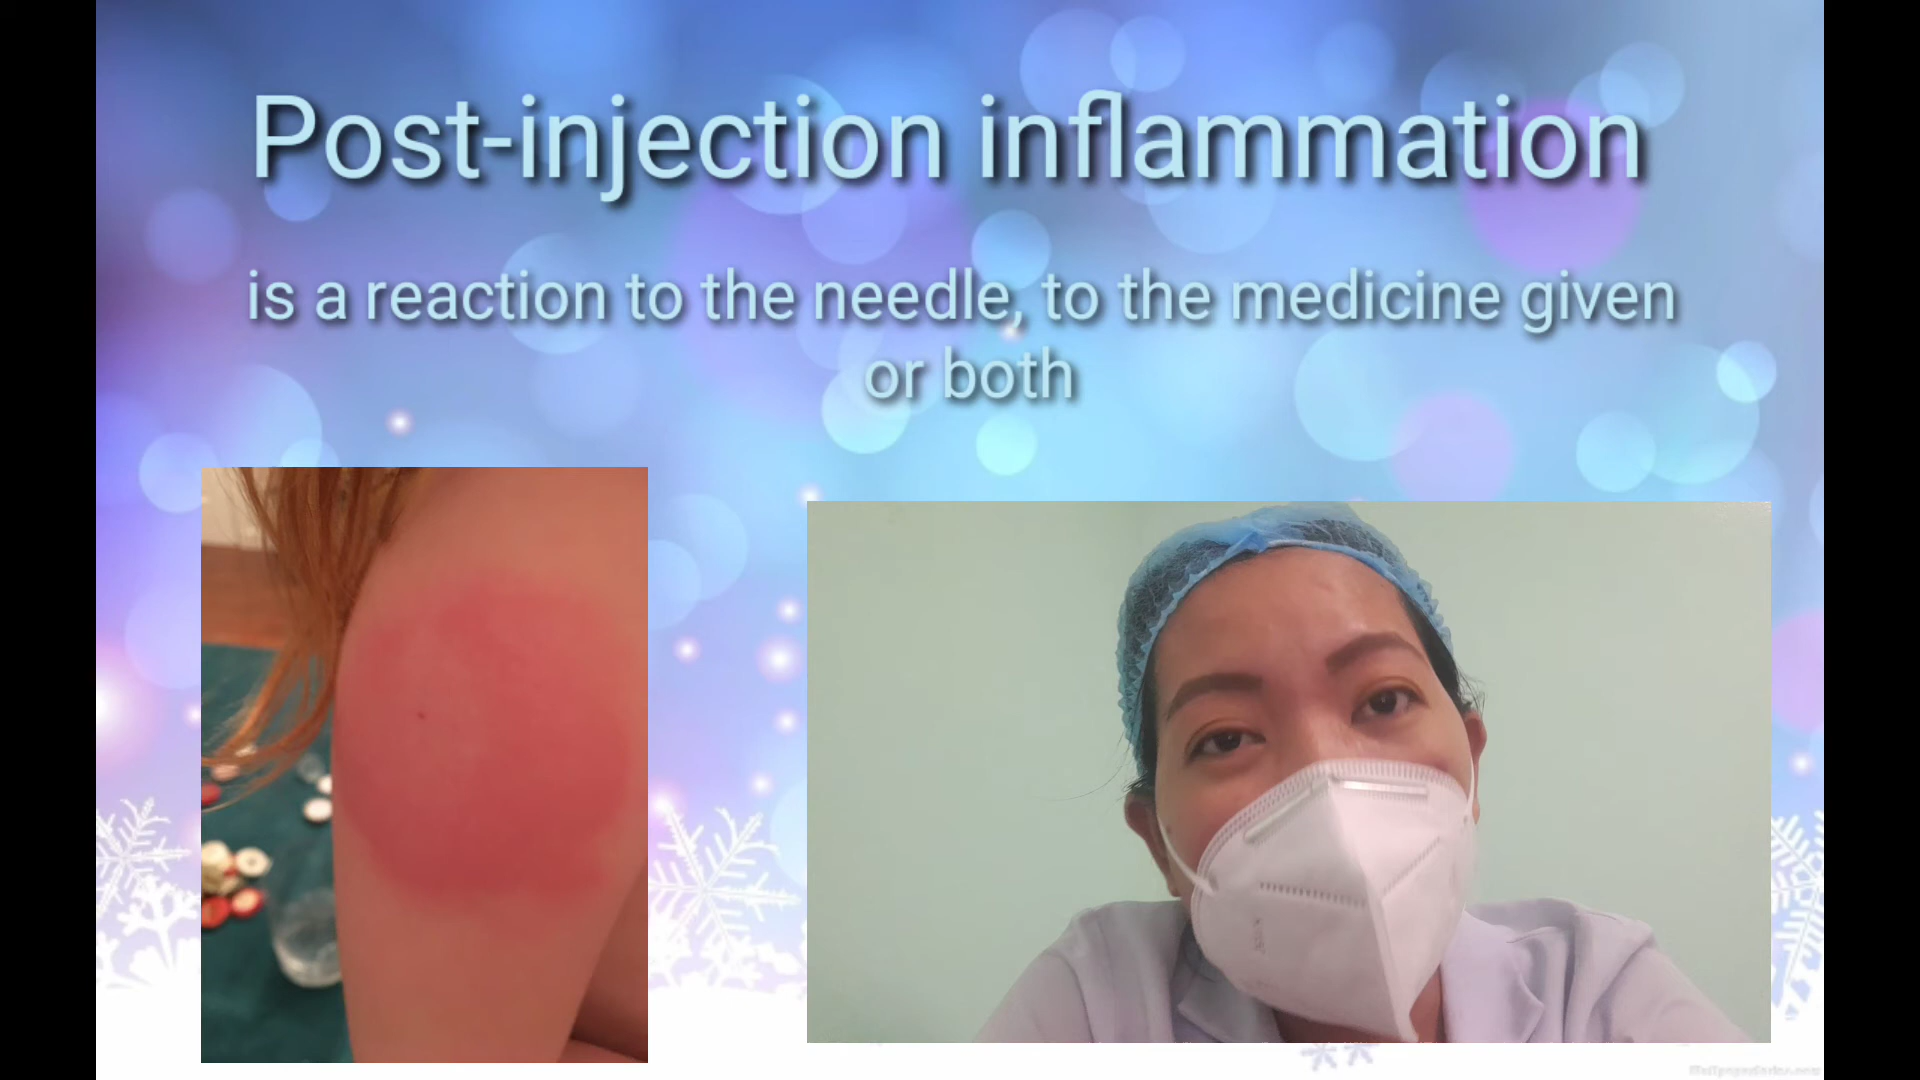 Post-injection inflammation
is a reaction to the needle, to the medicine given
or both